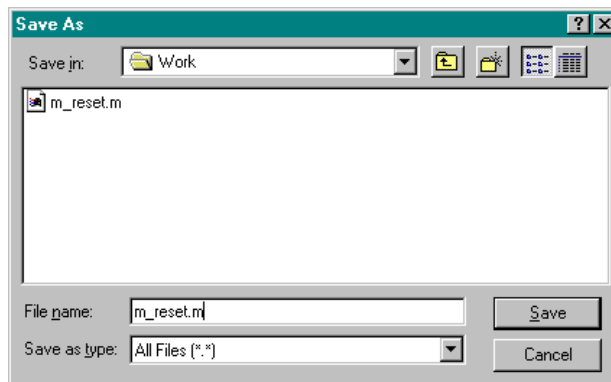 Save As
Save in: Work
m_reset.m
File name: m_reset.m
Save
Save as type: All Files (*.*)
Cancel